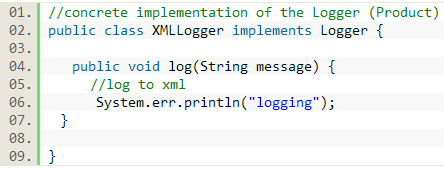 01. //concrete implementation of the Logger (Product)
02. public class XMLLogger implements Logger {
03.
04.    public void log(String message) {
05.      //log to xml
06.      System.err.println("logging");
07.  }
08.
09. }